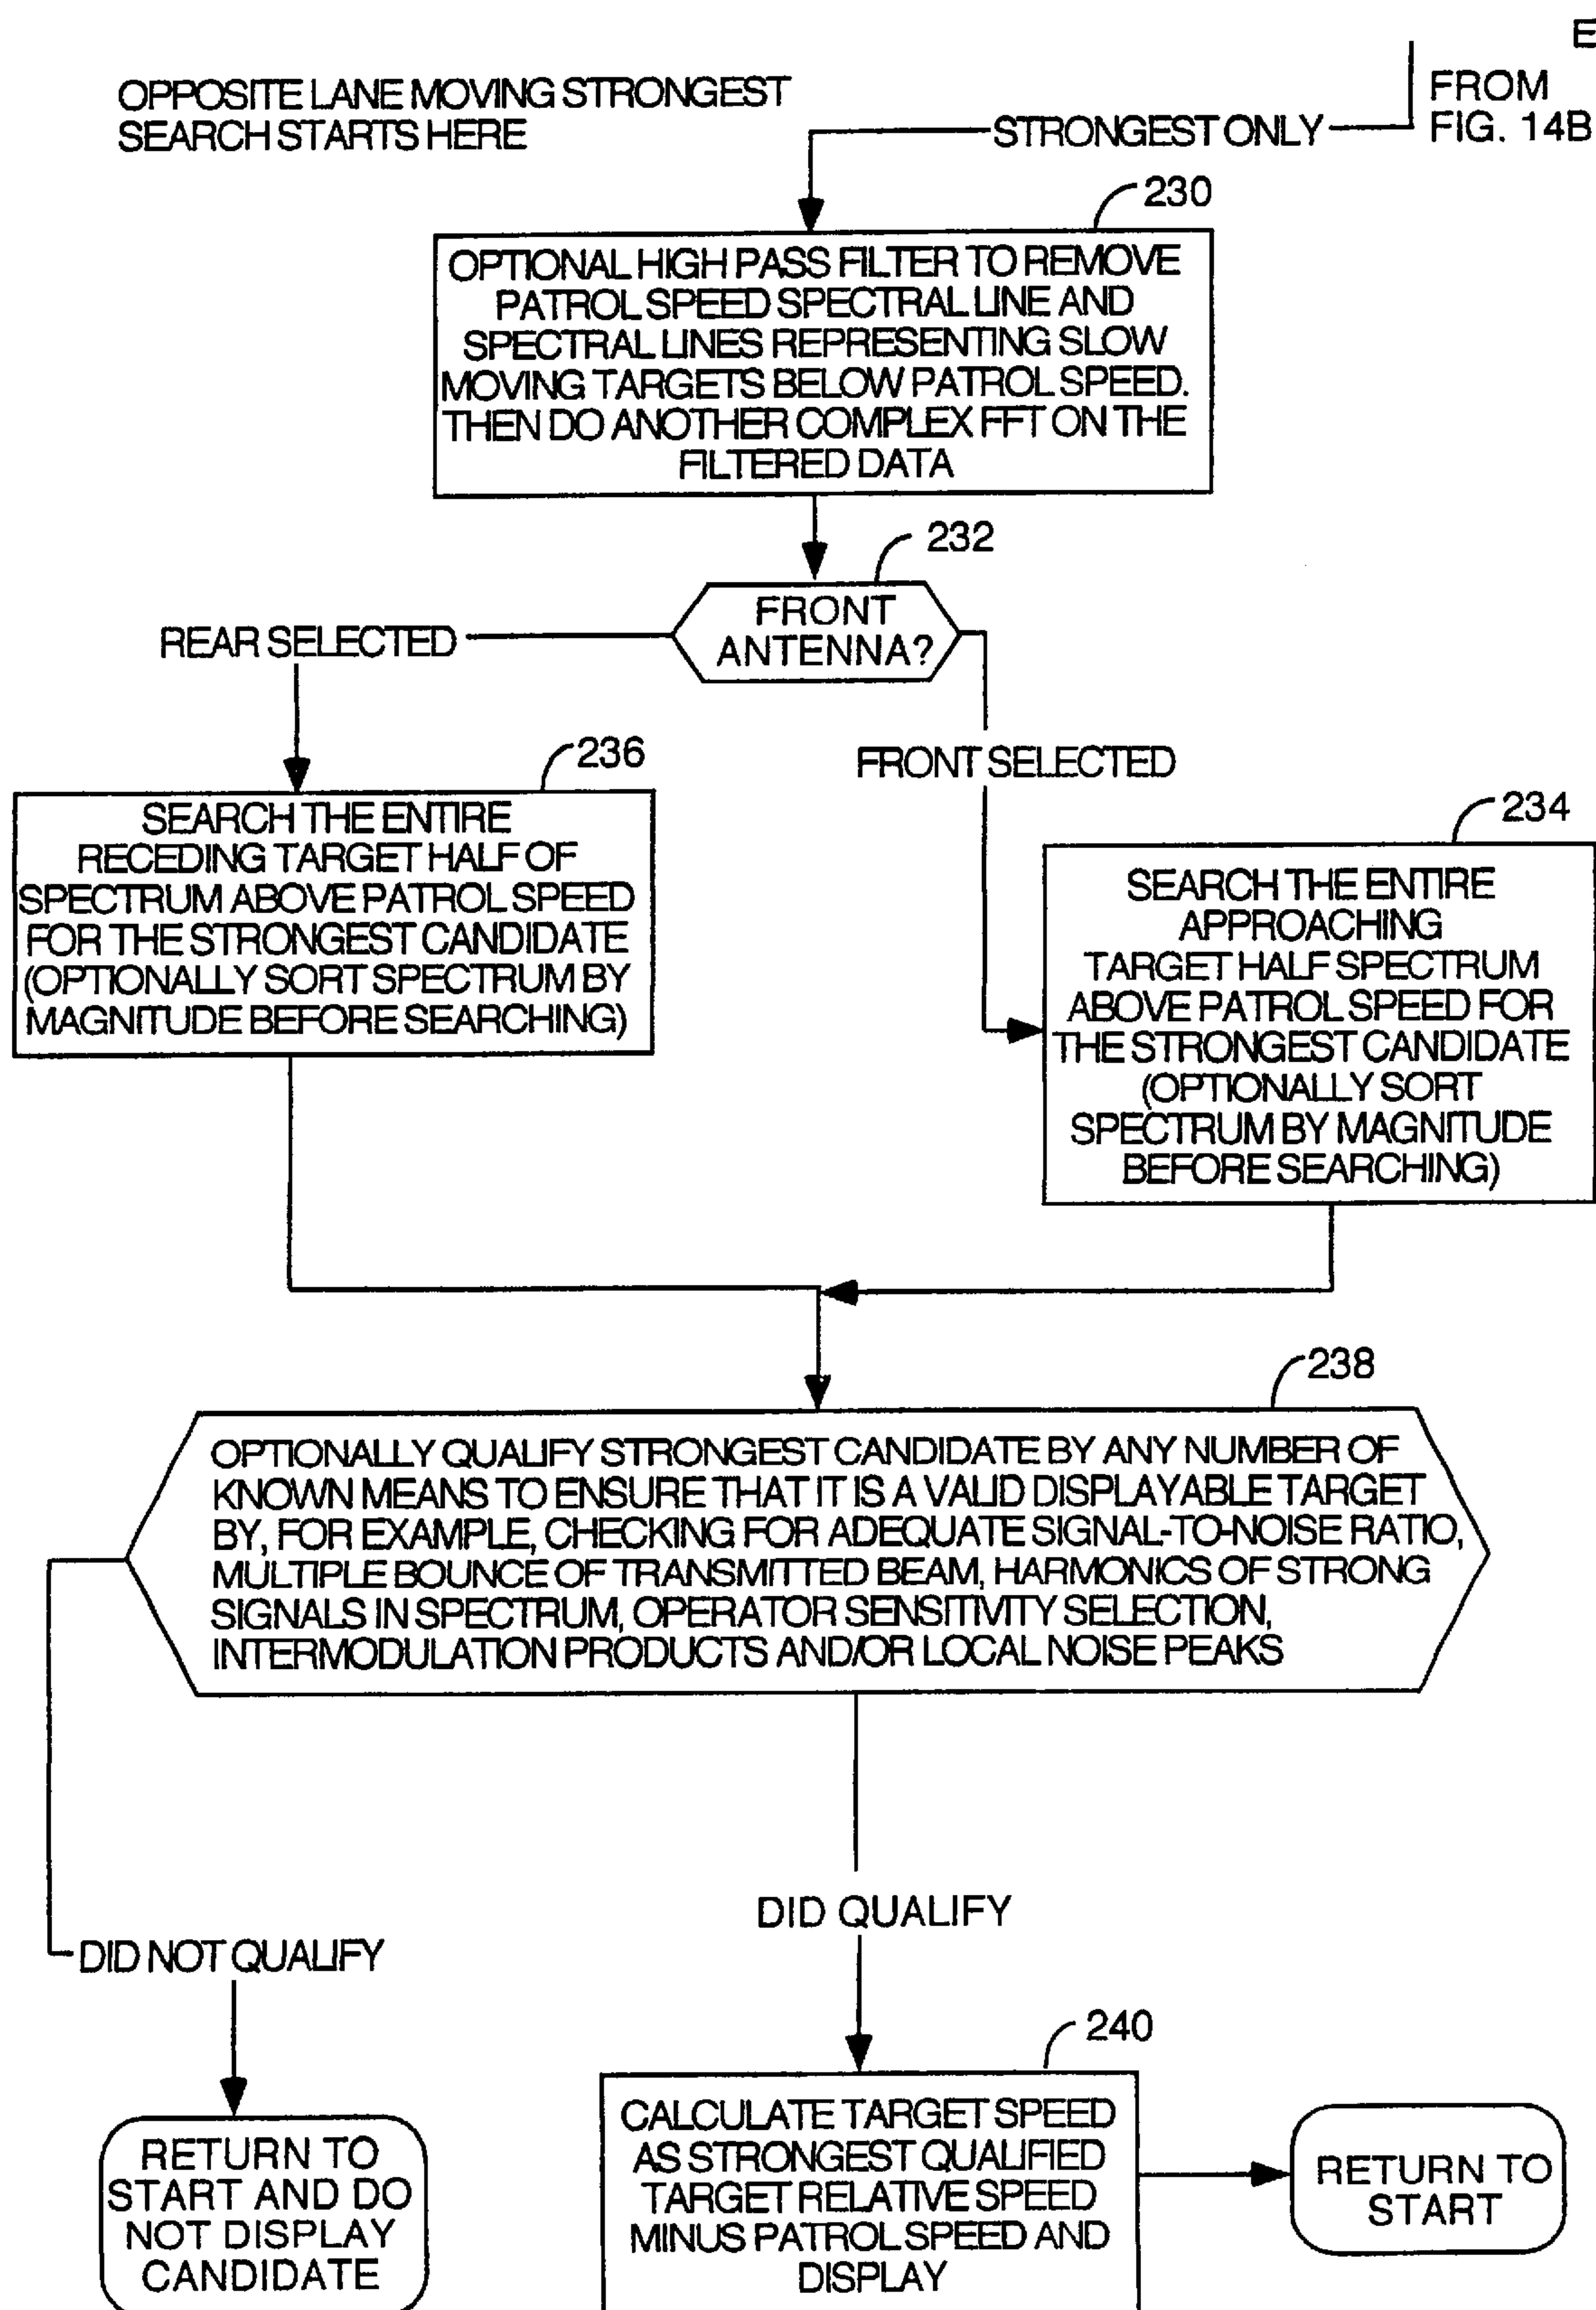 E
OPPOSITE LANE MOVING STRONGEST
SEARCH STARTS HERE
STRONGEST ONLY
FROM
FIG. 14B
230
OPTIONAL HIGH PASS FILTER TO REMOVE
PATROL SPEED SPECTRAL LINE AND
SPECTRAL LINES REPRESENTING SLOW
MOVING TARGETS BELOW PATROL SPEED.
THEN DO ANOTHER COMPLEX FFT ON THE
FILTERED DATA
232
FRONT
ANTENNA?
REAR SELECTED
FRONT SELECTED
236
SEARCH THE ENTIRE
RECEDING TARGET HALF OF
SPECTRUM ABOVE PATROL SPEED
FOR THE STRONGEST CANDIDATE
(OPTIONALLY SORT SPECTRUM BY
MAGNITUDE BEFORE SEARCHING)
234
SEARCH THE ENTIRE
APPROACHING
TARGET HALF SPECTRUM
ABOVE PATROL SPEED FOR
THE STRONGEST CANDIDATE
(OPTIONALLY SORT
SPECTRUM BY MAGNITUDE
BEFORE SEARCHING)
238
OPTIONALLY QUALIFY STRONGEST CANDIDATE BY ANY NUMBER OF
KNOWN MEANS TO ENSURE THAT IT IS A VALID DISPLAYABLE TARGET
BY, FOR EXAMPLE, CHECKING FOR ADEQUATE SIGNAL-TO-NOISE RATIO,
MULTIPLE BOUNCE OF TRANSMITTED BEAM, HARMONICS OF STRONG
SIGNALS IN SPECTRUM, OPERATOR SENSITIVITY SELECTION,
INTERMODULATION PRODUCTS AND/OR LOCAL NOISE PEAKS
DID QUALIFY
DID NOT QUALIFY
240
RETURN TO
START AND DO
NOT DISPLAY
CANDIDATE
CALCULATE TARGET SPEED
AS STRONGEST QUALIFIED
TARGET RELATIVE SPEED
MINUS PATROL SPEED AND
DISPLAY
RETURN TO
START